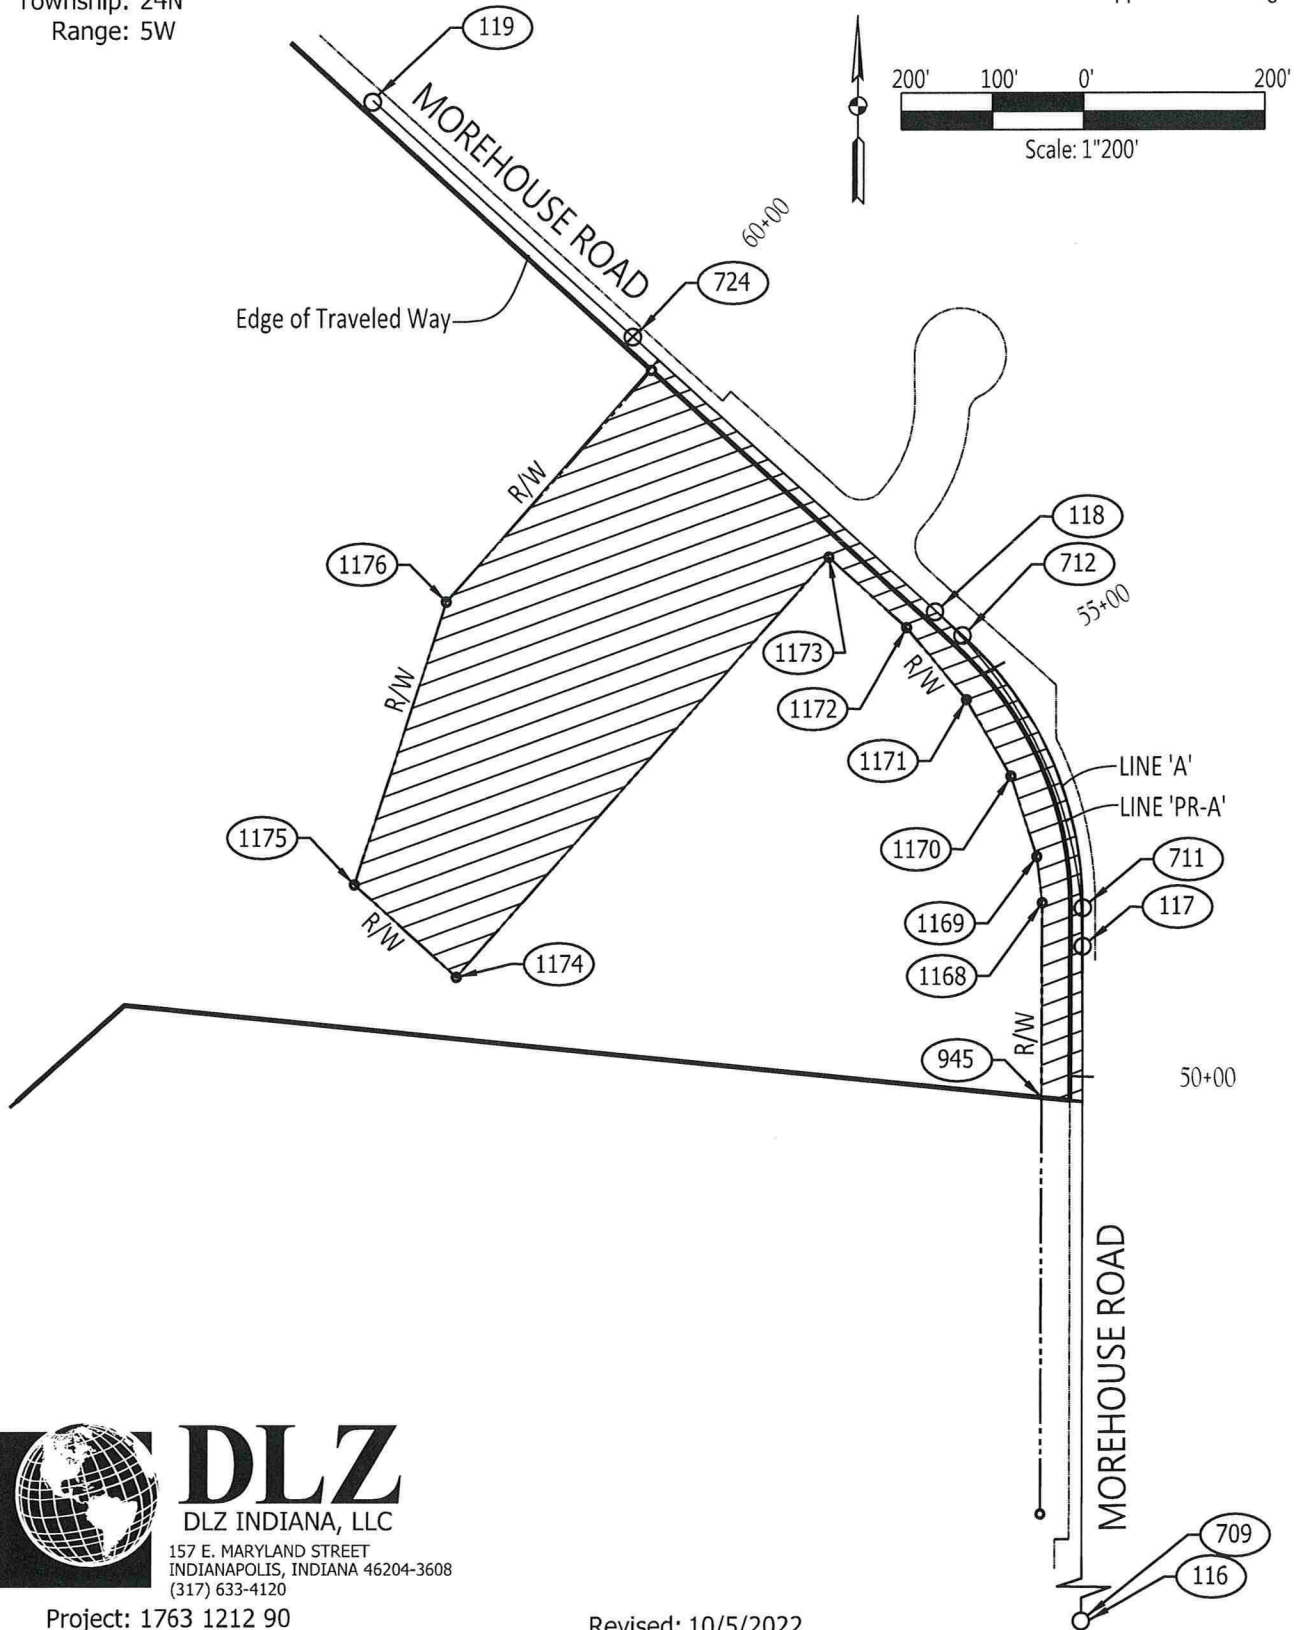 Township: 24N
Range: 5W
119
200' 100' 0' 200'
Scale: 1"200'
MOREHOUSE ROAD
60+00
724
Edge of Traveled Way
118
712
55+00
1176
R/W
1173
R/W
1172
R/W
1171
LINE 'A'
LINE 'PR-A'
1170
1175
711
117
1169
R/W
1174
1168
R/W
945
50+00
MOREHOUSE ROAD
709
116
DLZ
DLZ INDIANA, LLC
157 E. MARYLAND STREET
INDIANAPOLIS, INDIANA 46204-3608
(317) 633-4120
Project: 1763 1212 90
Revised: 10/5/2022